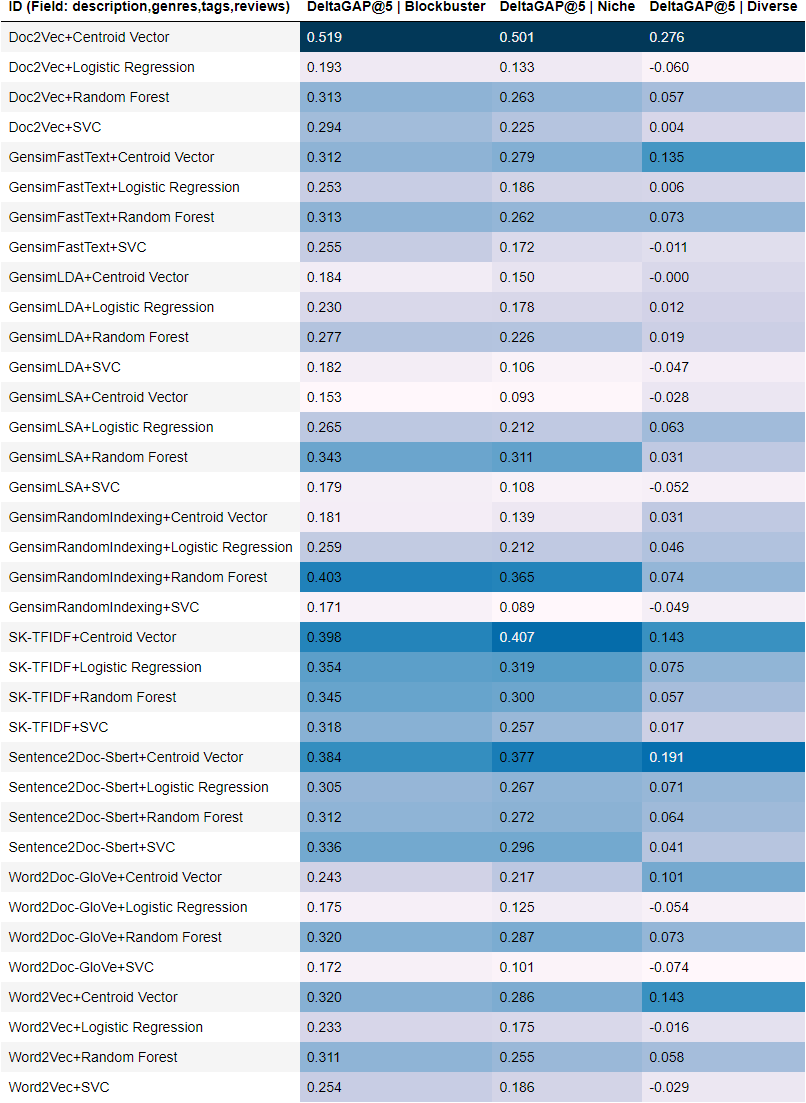 ID (Field: description,genres,tags,reviews) DeltaGAP@5 | Blockbuster DeltaGAP@5 | Niche DeltaGAP@5 | Diverse
Doc2Vec+Centroid Vector 0.519 0.501 0.276
Doc2Vec+Logistic Regression 0.193 0.133 -0.060
Doc2Vec+Random Forest 0.313 0.263 0.057
Doc2Vec+SVC 0.294 0.225 0.004
GensimFastText+Centroid Vector 0.312 0.279 0.135
GensimFastText+Logistic Regression 0.253 0.186 0.006
GensimFastText+Random Forest 0.313 0.262 0.073
GensimFastText+SVC 0.255 0.172 -0.011
GensimLDA+Centroid Vector 0.184 0.150 -0.000
GensimLDA+Logistic Regression 0.230 0.178 0.012
GensimLDA+Random Forest 0.277 0.226 0.019
GensimLDA+SVC 0.182 0.106 -0.047
GensimLSA+Centroid Vector 0.153 0.093 -0.028
GensimLSA+Logistic Regression 0.265 0.212 0.063
GensimLSA+Random Forest 0.343 0.311 0.031
GensimLSA+SVC 0.179 0.108 -0.052
GensimRandomIndexing+Centroid Vector 0.181 0.139 0.031
GensimRandomIndexing+Logistic Regression 0.259 0.212 0.046
GensimRandomIndexing+Random Forest 0.403 0.365 0.074
GensimRandomIndexing+SVC 0.171 0.089 -0.049
SK-TFIDF+Centroid Vector 0.398 0.407 0.143
SK-TFIDF+Logistic Regression 0.354 0.319 0.075
SK-TFIDF+Random Forest 0.345 0.300 0.057
SK-TFIDF+SVC 0.318 0.257 0.017
Sentence2Doc-Sbert+Centroid Vector 0.384 0.377 0.191
Sentence2Doc-Sbert+Logistic Regression 0.305 0.267 0.071
Sentence2Doc-Sbert+Random Forest 0.312 0.272 0.064
Sentence2Doc-Sbert+SVC 0.336 0.296 0.041
Word2Doc-GloVe+Centroid Vector 0.243 0.217 0.101
Word2Doc-GloVe+Logistic Regression 0.175 0.125 -0.054
Word2Doc-GloVe+Random Forest 0.320 0.287 0.073
Word2Doc-GloVe+SVC 0.172 0.101 -0.074
Word2Vec+Centroid Vector 0.320 0.286 0.143
Word2Vec+Logistic Regression 0.233 0.175 -0.016
Word2Vec+Random Forest 0.311 0.255 0.058
Word2Vec+SVC 0.254 0.186 -0.029